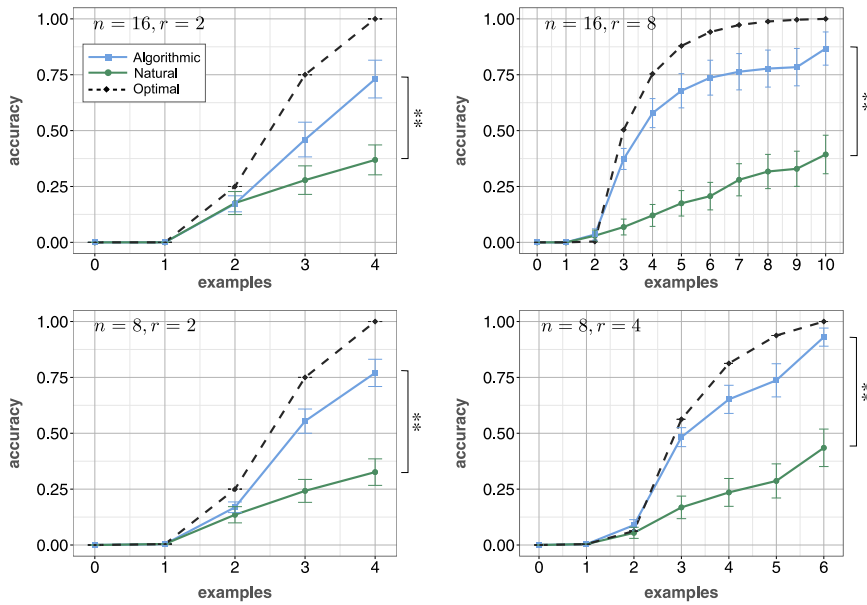 n = 16, r = 2
Algorithmic
Natural
Optimal
accuracy
1.00
0.75
0.50
0.25
0.00
**
0 1 2 3 4
examples
n = 16, r = 8
accuracy
1.00
0.75
0.50
0.25
0.00
**
0 1 2 3 4 5 6 7 8 9 10
examples
n = 8, r = 2
accuracy
1.00
0.75
0.50
0.25
0.00
**
0 1 2 3 4
examples
n = 8, r = 4
accuracy
1.00
0.75
0.50
0.25
0.00
**
0 1 2 3 4 5 6
examples